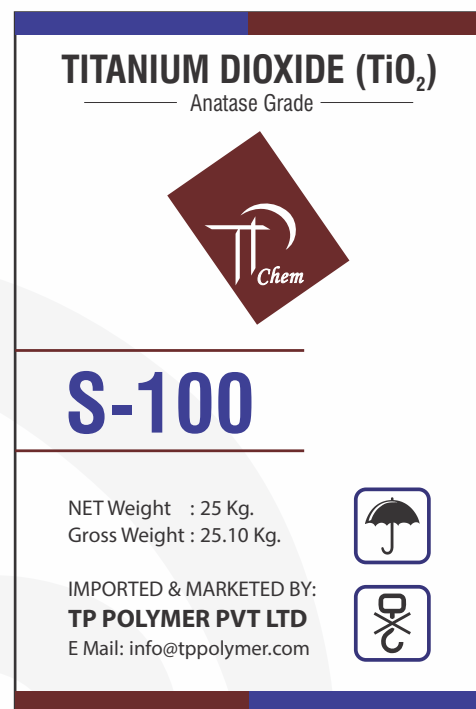 TITANIUM DIOXIDE (TiO₂)
Anatase Grade
TP
Chem
S-100
NET Weight : 25 Kg.
Gross Weight : 25.10 Kg.
IMPORTED & MARKETED BY:
TP POLYMER PVT LTD
E Mail: info@tppolymer.com